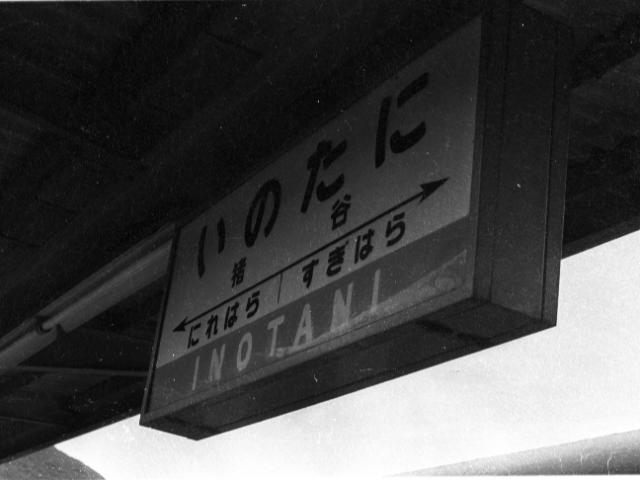 いのたに
猪 谷
にれはら すぎはら
INOTANI